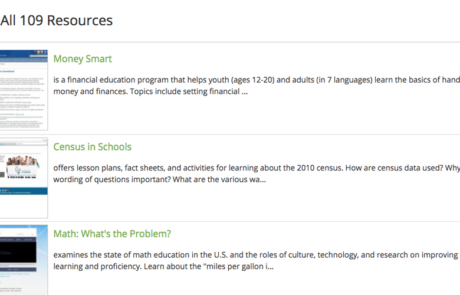 All 109 Resources
Money Smart
is a financial education program that helps youth (ages 12-20) and adults (in 7 languages) learn the basics of hand
money and finances. Topics include setting financial ...
Census in Schools
offers lesson plans, fact sheets, and activities for learning about the 2010 census. How are census data used? Why
wording of questions important? What are the various wa...
Math: What's the Problem?
examines the state of math education in the U.S. and the roles of culture, technology, and research on improving
learning and proficiency. Learn about the "miles per gallon i...